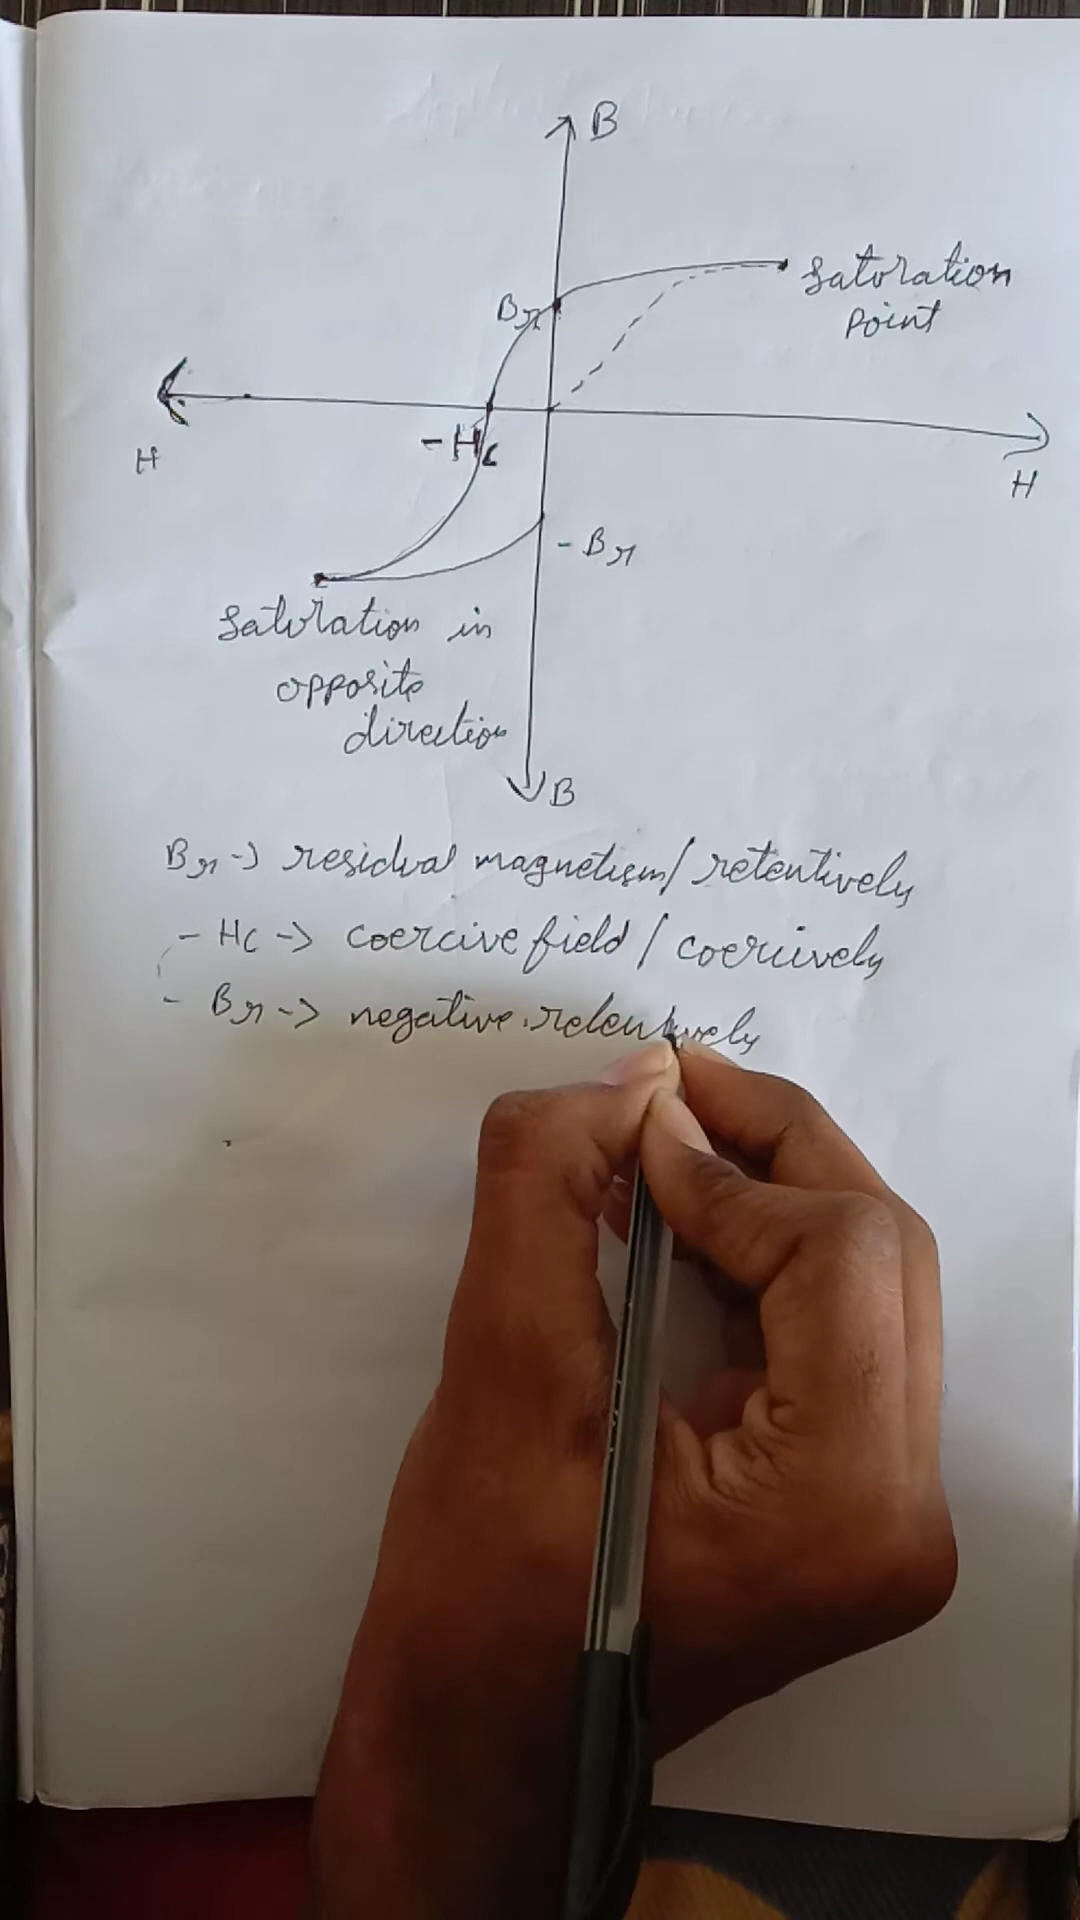 B
saturation
point
Br
- Hc
H
H
- Br
saturation in
opposite
direction
B
Br -> residual magnetism/ retentively
- Hc -> coercive field / coercively
- Br -> negative retentively